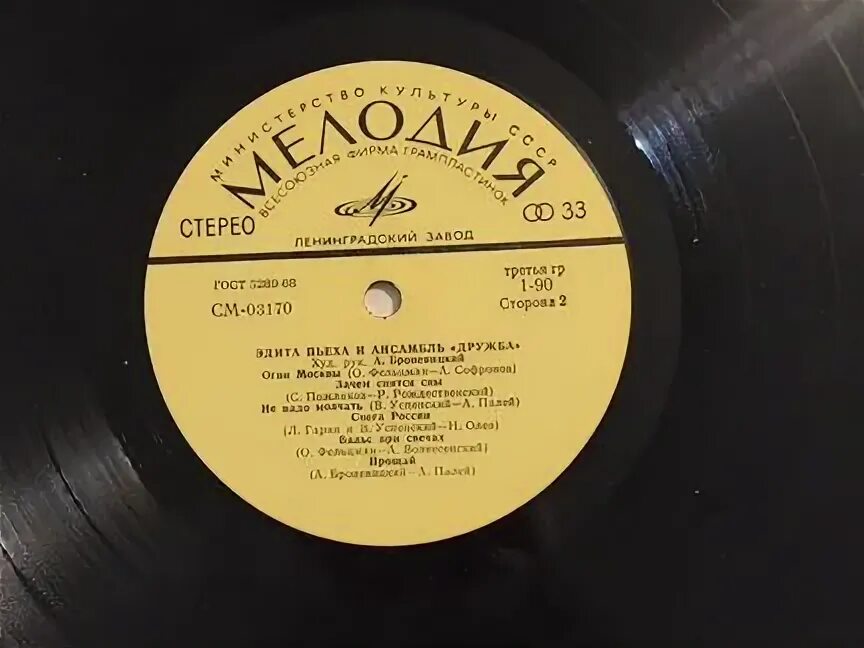 МИНИСТЕРСТВО КУЛЬТУРЫ СССР
МЕЛОДИЯ
ВСЕСОЮЗНАЯ ФИРМА ГРАМПЛАСТИНОК
СТЕРЕО
33
ЛЕНИНГРАДСКИЙ ЗАВОД
ГОСТ 5289-68
третья гр
СМ-03170
1-90
Сторона 2
ЭДИТА ПЬЕХА И АНСАМБЛЬ «ДРУЖБА»
Худ. рук. А. Броневицкий
Огни Москвы (О. Фельцман—А. Софронов)
Зачем снятся сны
(С. Пожлаков—Р. Рождественский)
Не надо молчать (В. Успенский—Л. Палей)
Снега России
(Л. Гарин и В. Успенский—Н. Олев)
Вальс при свечах
(О. Фельцман—А. Вознесенский)
Прощай
(А. Броневицкий—Л. Палей)